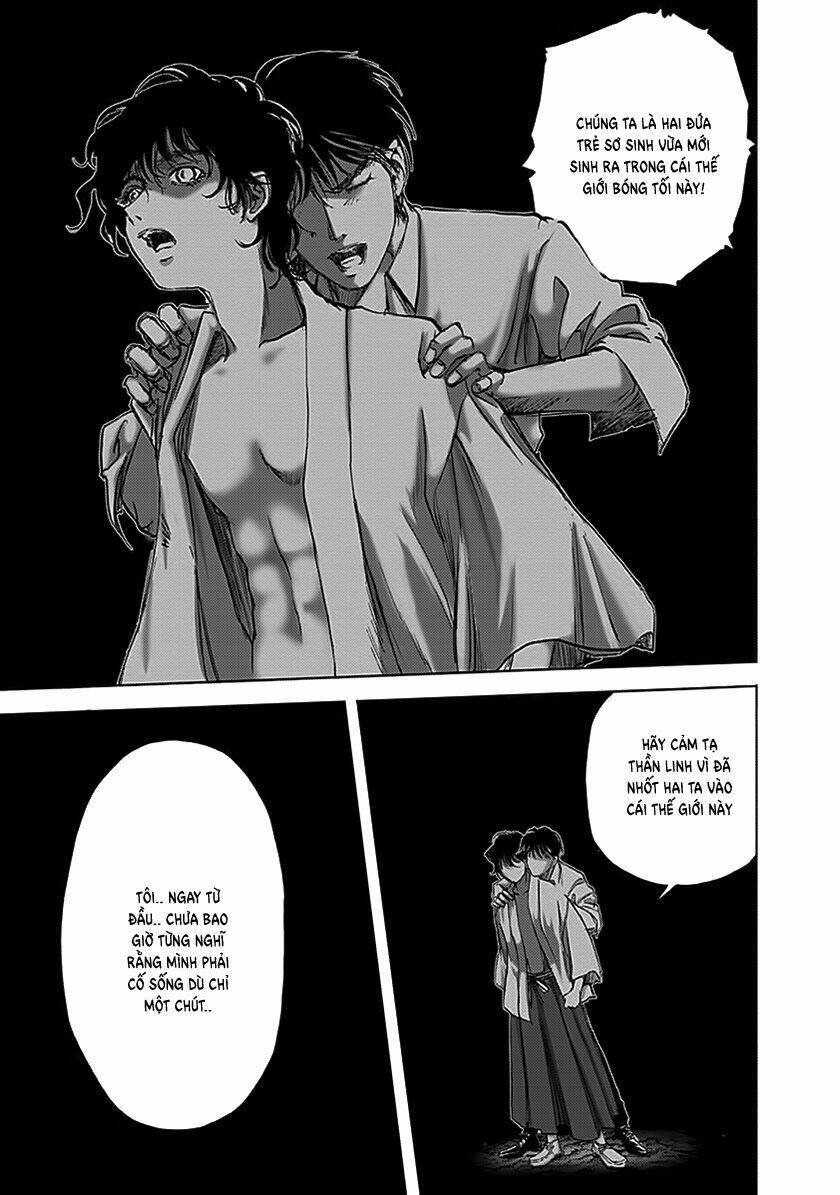 CHÚNG TA LÀ HAI ĐỨA
TRẺ SƠ SINH VỪA MỚI
SINH RA TRONG CÁI THẾ
GIỚI BÓNG TỐI NÀY!
HÃY CẢM TẠ
THẦN LINH VÌ ĐÃ
NHỐT HAI TA VÀO
CÁI THẾ GIỚI NÀY
TÔI.. NGAY TỪ
ĐẦU.. CHƯA BAO
GIỜ TỪNG NGHĨ
RẰNG MÌNH PHẢI
CỐ SỐNG DÙ CHỈ
MỘT CHÚT..